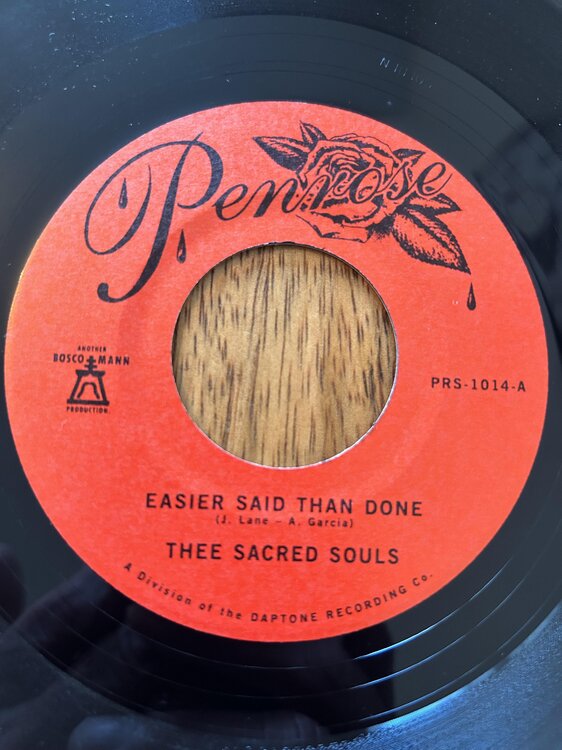 Penrose
ANOTHER
BOSCO MANN
PRODUCTION
PRS-1014-A
EASIER SAID THAN DONE
(J. Lane – A. Garcia)
THEE SACRED SOULS
A Division of the DAPTONE RECORDING Co.